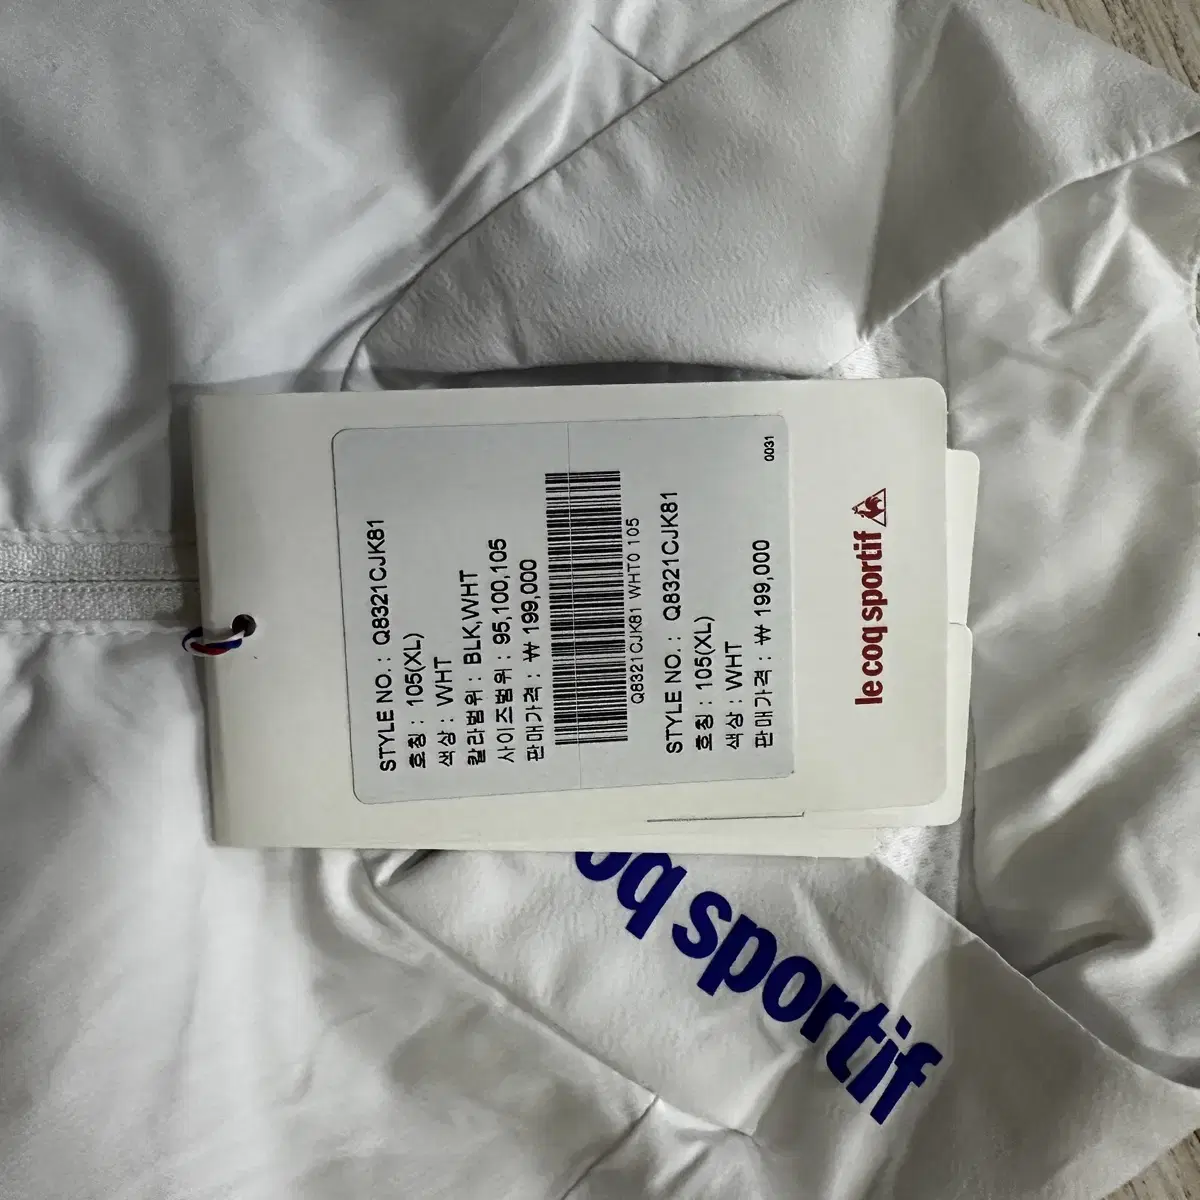 STYLE NO. : Q8321CJK81
호칭 : 105(XL)
색상 : WHT
칼라범위 : BLK,WHT
사이즈범위 : 95,100,105
판매가격 : ₩ 199,000
Q8321CJK81 WHT0 105
STYLE NO. : Q8321CJK81
호칭 : 105(XL)
색상 : WHT
판매가격 : ₩ 199,000
0031
le coq sportif
oq sportif